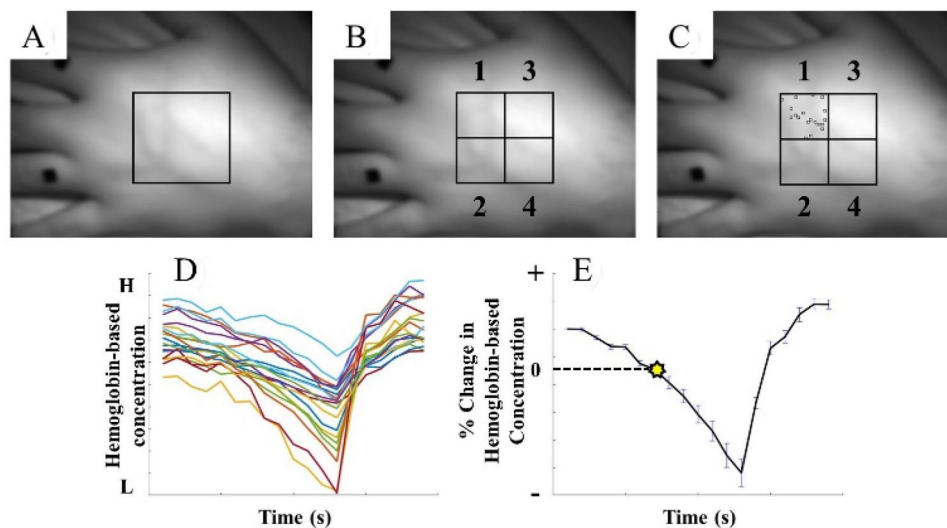 A
B
C
1 3
1 3
2 4
2 4
D
E
H
L
Hemoglobin-based
concentration
Time (s)
+
0
-
% Change in
Hemoglobin-based
Concentration
Time (s)